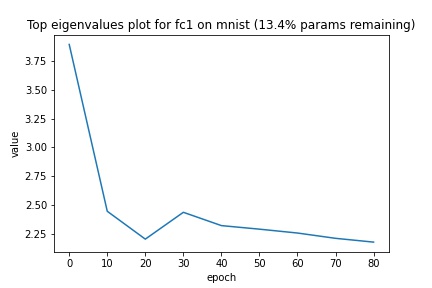 Top eigenvalues plot for fc1 on mnist (13.4% params remaining)
3.75
3.50
3.25
3.00
2.75
2.50
2.25
value
0 10 20 30 40 50 60 70 80
epoch